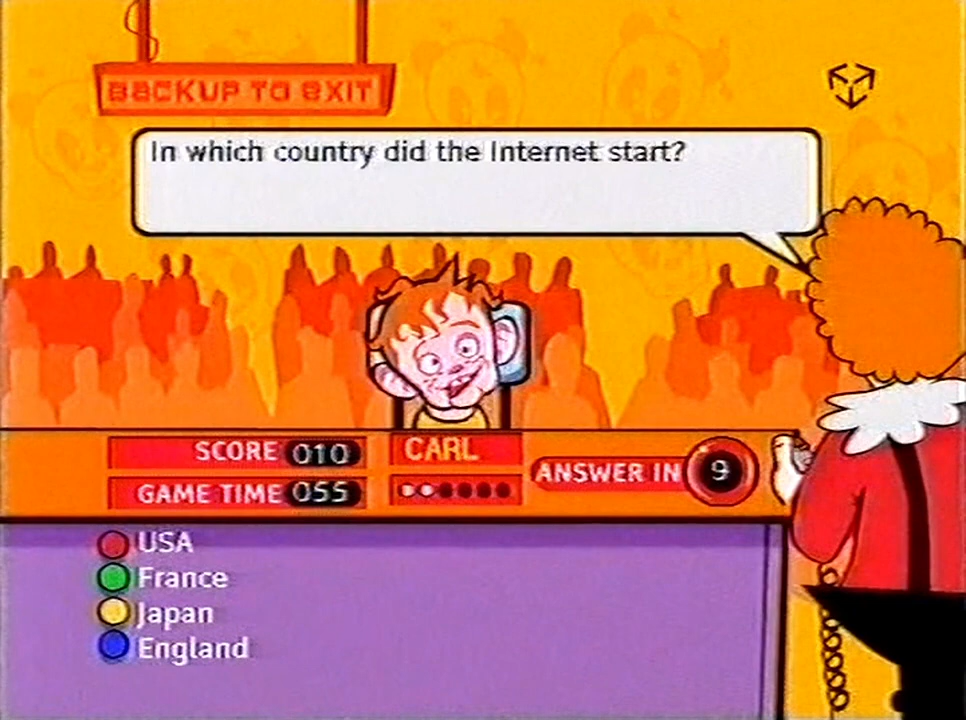 BACKUP TO EXIT
In which country did the Internet start?
SCORE 010
CARL
GAME TIME 055
ANSWER IN 9
USA
France
Japan
England